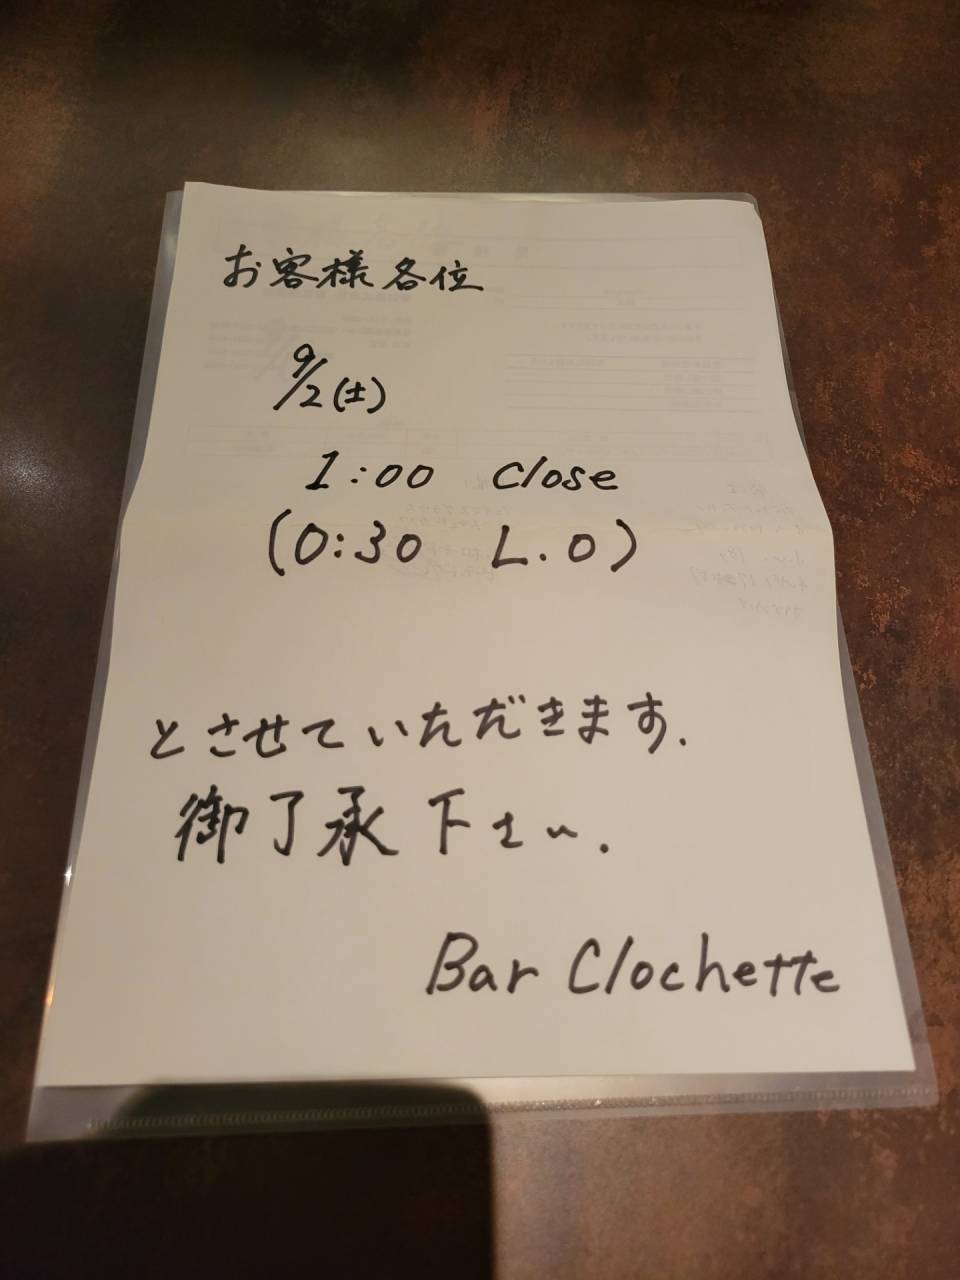 お客様各位
9/2(土)
1:00 Close
(0:30 L.O)
とさせていただきます.
御了承下さい.
Bar Clochette